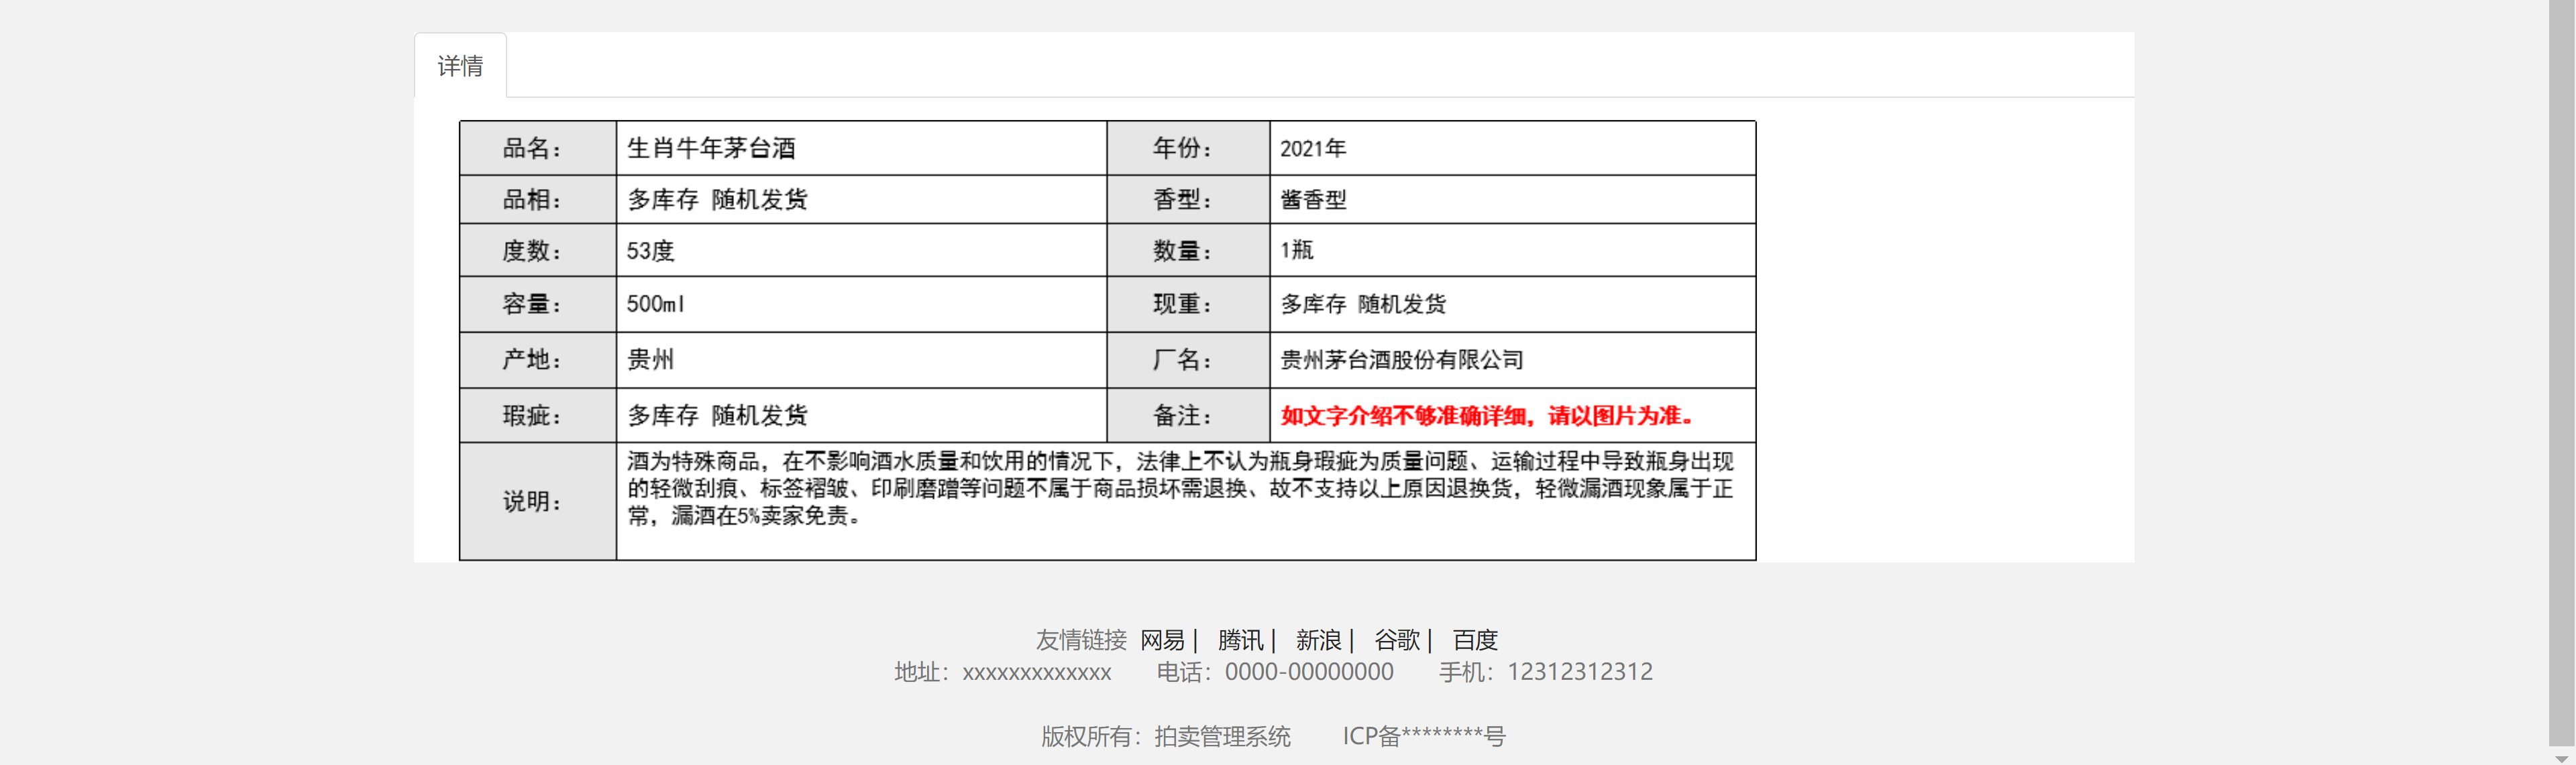 详情
品名： 生肖牛年茅台酒 年份： 2021年
品相： 多库存 随机发货 香型： 酱香型
度数： 53度 数量： 1瓶
容量： 500ml 现重： 多库存 随机发货
产地： 贵州 厂名： 贵州茅台酒股份有限公司
瑕疵： 多库存 随机发货 备注： 如文字介绍不够准确详细，请以图片为准。
说明：
酒为特殊商品，在不影响酒水质量和饮用的情况下，法律上不认为瓶身瑕疵为质量问题、运输过程中导致瓶身出现
的轻微刮痕、标签褶皱、印刷磨蹭等问题不属于商品损坏需退换、故不支持以上原因退换货，轻微漏酒现象属于正
常，漏酒在5%卖家免责。
友情链接 网易 | 腾讯 | 新浪 | 谷歌 | 百度
地址：xxxxxxxxxxxxx 电话：0000-00000000 手机：12312312312
版权所有：拍卖管理系统 ICP备********号